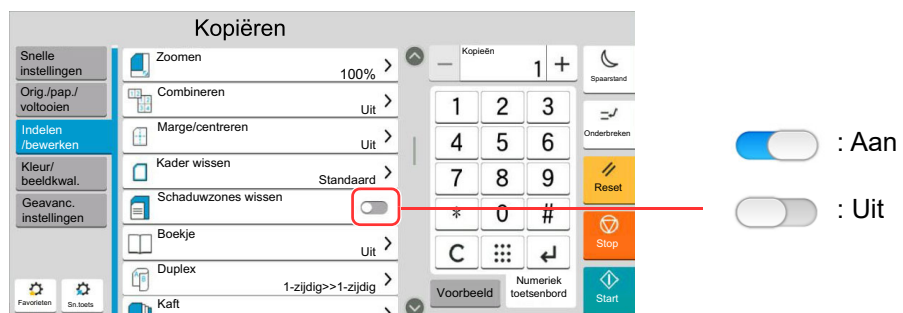 Kopiëren
Snelle
instellingen
Orig./pap./
voltooien
Indelen
/bewerken
Kleur/
beeldkwal.
Geavanc.
instellingen
Favorieten
Sn.toets
Zoomen
100%
Combineren
Uit
Marge/centreren
Uit
Kader wissen
Standaard
Schaduwzones wissen
Boekje
Uit
Duplex
1-zijdig>>1-zijdig
Kaft
Kopieën
− 1 +
1 2 3
4 5 6
7 8 9
* 0 #
C
Voorbeeld
Numeriek
toetsenbord
Spaarstand
Onderbreken
Reset
Stop
Start
: Aan
: Uit